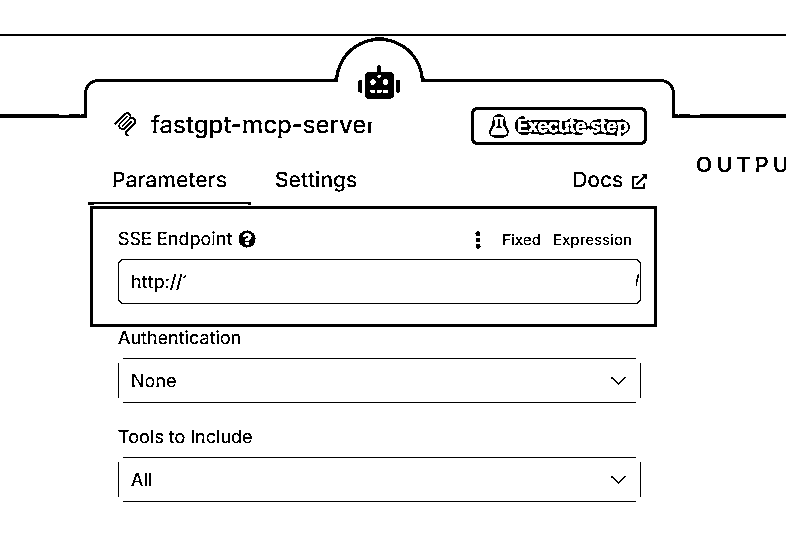 fastgpt-mcp-server
Execute step
OUTPU
Parameters Settings Docs
SSE Endpoint Fixed Expression
http://
Authentication
None
Tools to Include
All